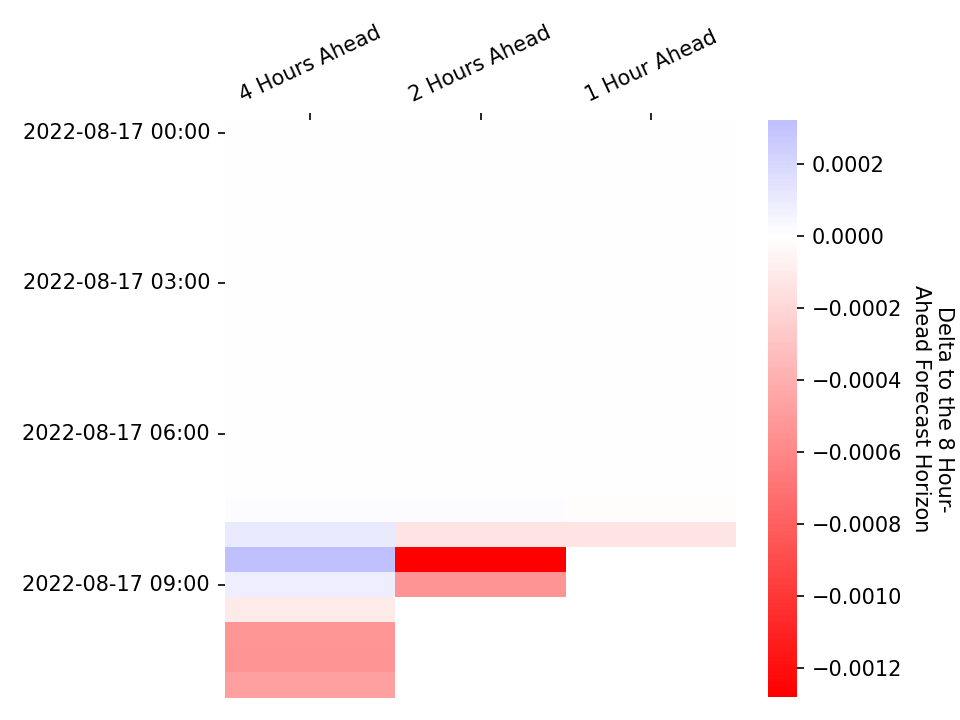 4 Hours Ahead
2 Hours Ahead
1 Hour Ahead
2022-08-17 00:00
2022-08-17 03:00
2022-08-17 06:00
2022-08-17 09:00
0.0002
0.0000
−0.0002
−0.0004
−0.0006
−0.0008
−0.0010
−0.0012
Delta to the 8 Hour-
Ahead Forecast Horizon